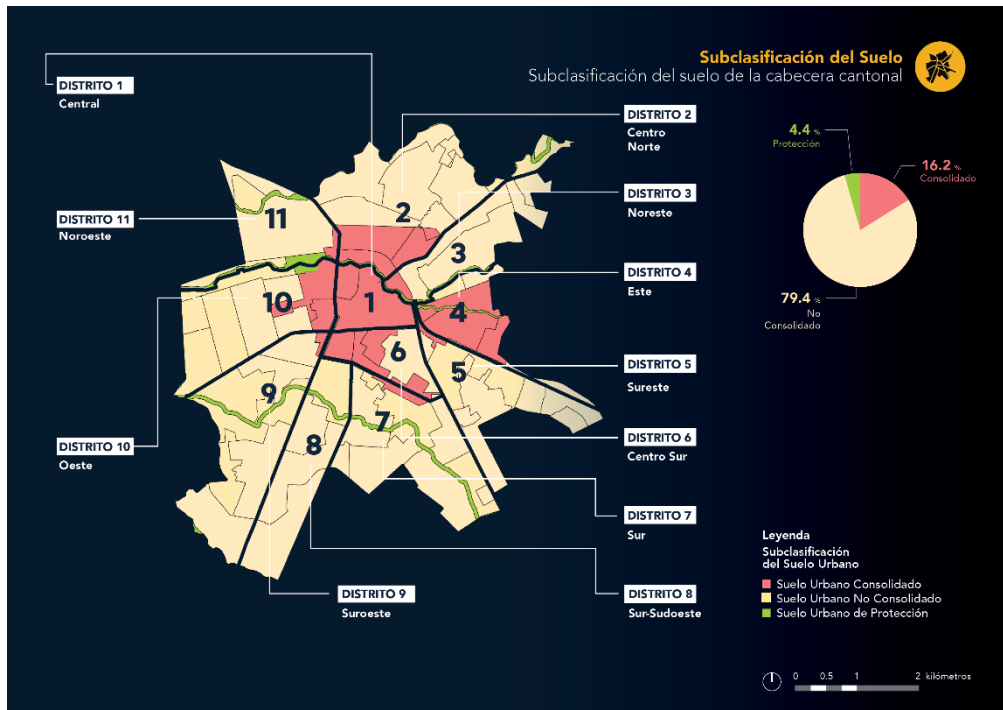 Subclasificación del Suelo
Subclasificación del suelo de la cabecera cantonal
DISTRITO 1
Central
DISTRITO 2
Centro
Norte
DISTRITO 3
Noreste
DISTRITO 4
Este
DISTRITO 5
Sureste
DISTRITO 6
Centro Sur
DISTRITO 7
Sur
DISTRITO 8
Sur-Sudoeste
DISTRITO 9
Suroeste
DISTRITO 10
Oeste
DISTRITO 11
Noroeste
11
2
3
10
1
4
6
5
9
7
8
4.4 %
Protección
16.2 %
Consolidado
79.4 %
No
Consolidado
Leyenda
Subclasificación
del Suelo Urbano
Suelo Urbano Consolidado
Suelo Urbano No Consolidado
Suelo Urbano de Protección
0 0.5 1 2 kilómetros